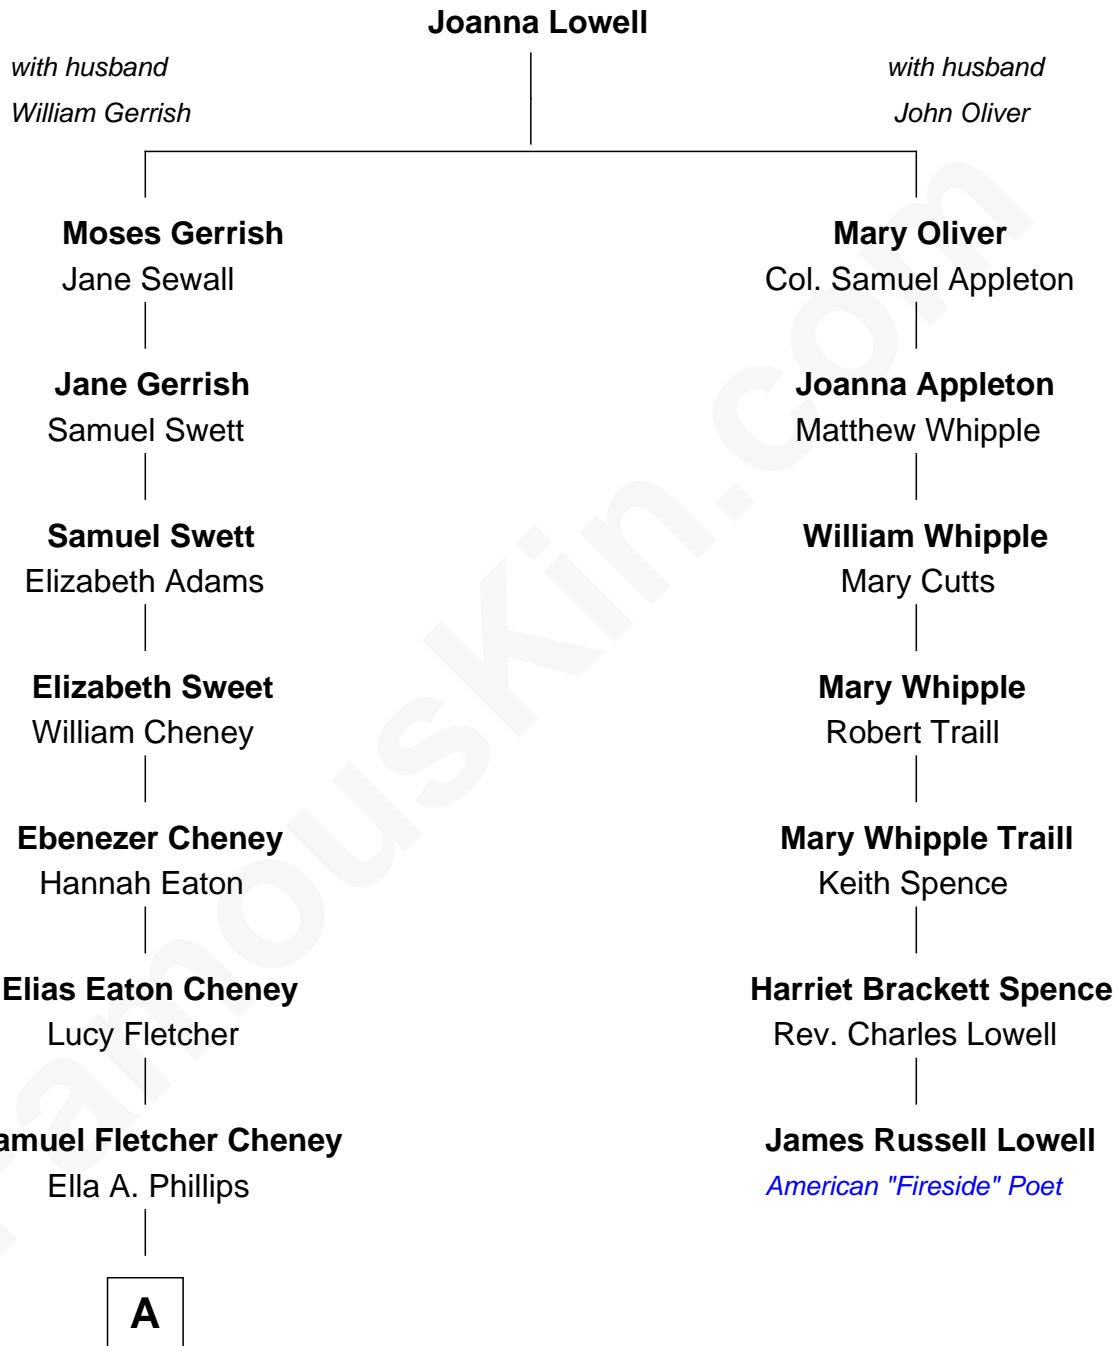 Joanna Lowell
with husband
William Gerrish
with husband
John Oliver
Moses Gerrish
Jane Sewall
Mary Oliver
Col. Samuel Appleton
Jane Gerrish
Samuel Swett
Joanna Appleton
Matthew Whipple
Samuel Swett
Elizabeth Adams
William Whipple
Mary Cutts
Elizabeth Sweet
William Cheney
Mary Whipple
Robert Traill
Ebenezer Cheney
Hannah Eaton
Mary Whipple Traill
Keith Spence
Elias Eaton Cheney
Lucy Fletcher
Harriet Brackett Spence
Rev. Charles Lowell
amuel Fletcher Cheney
Ella A. Phillips
James Russell Lowell
American "Fireside" Poet
A
FamousKin.com